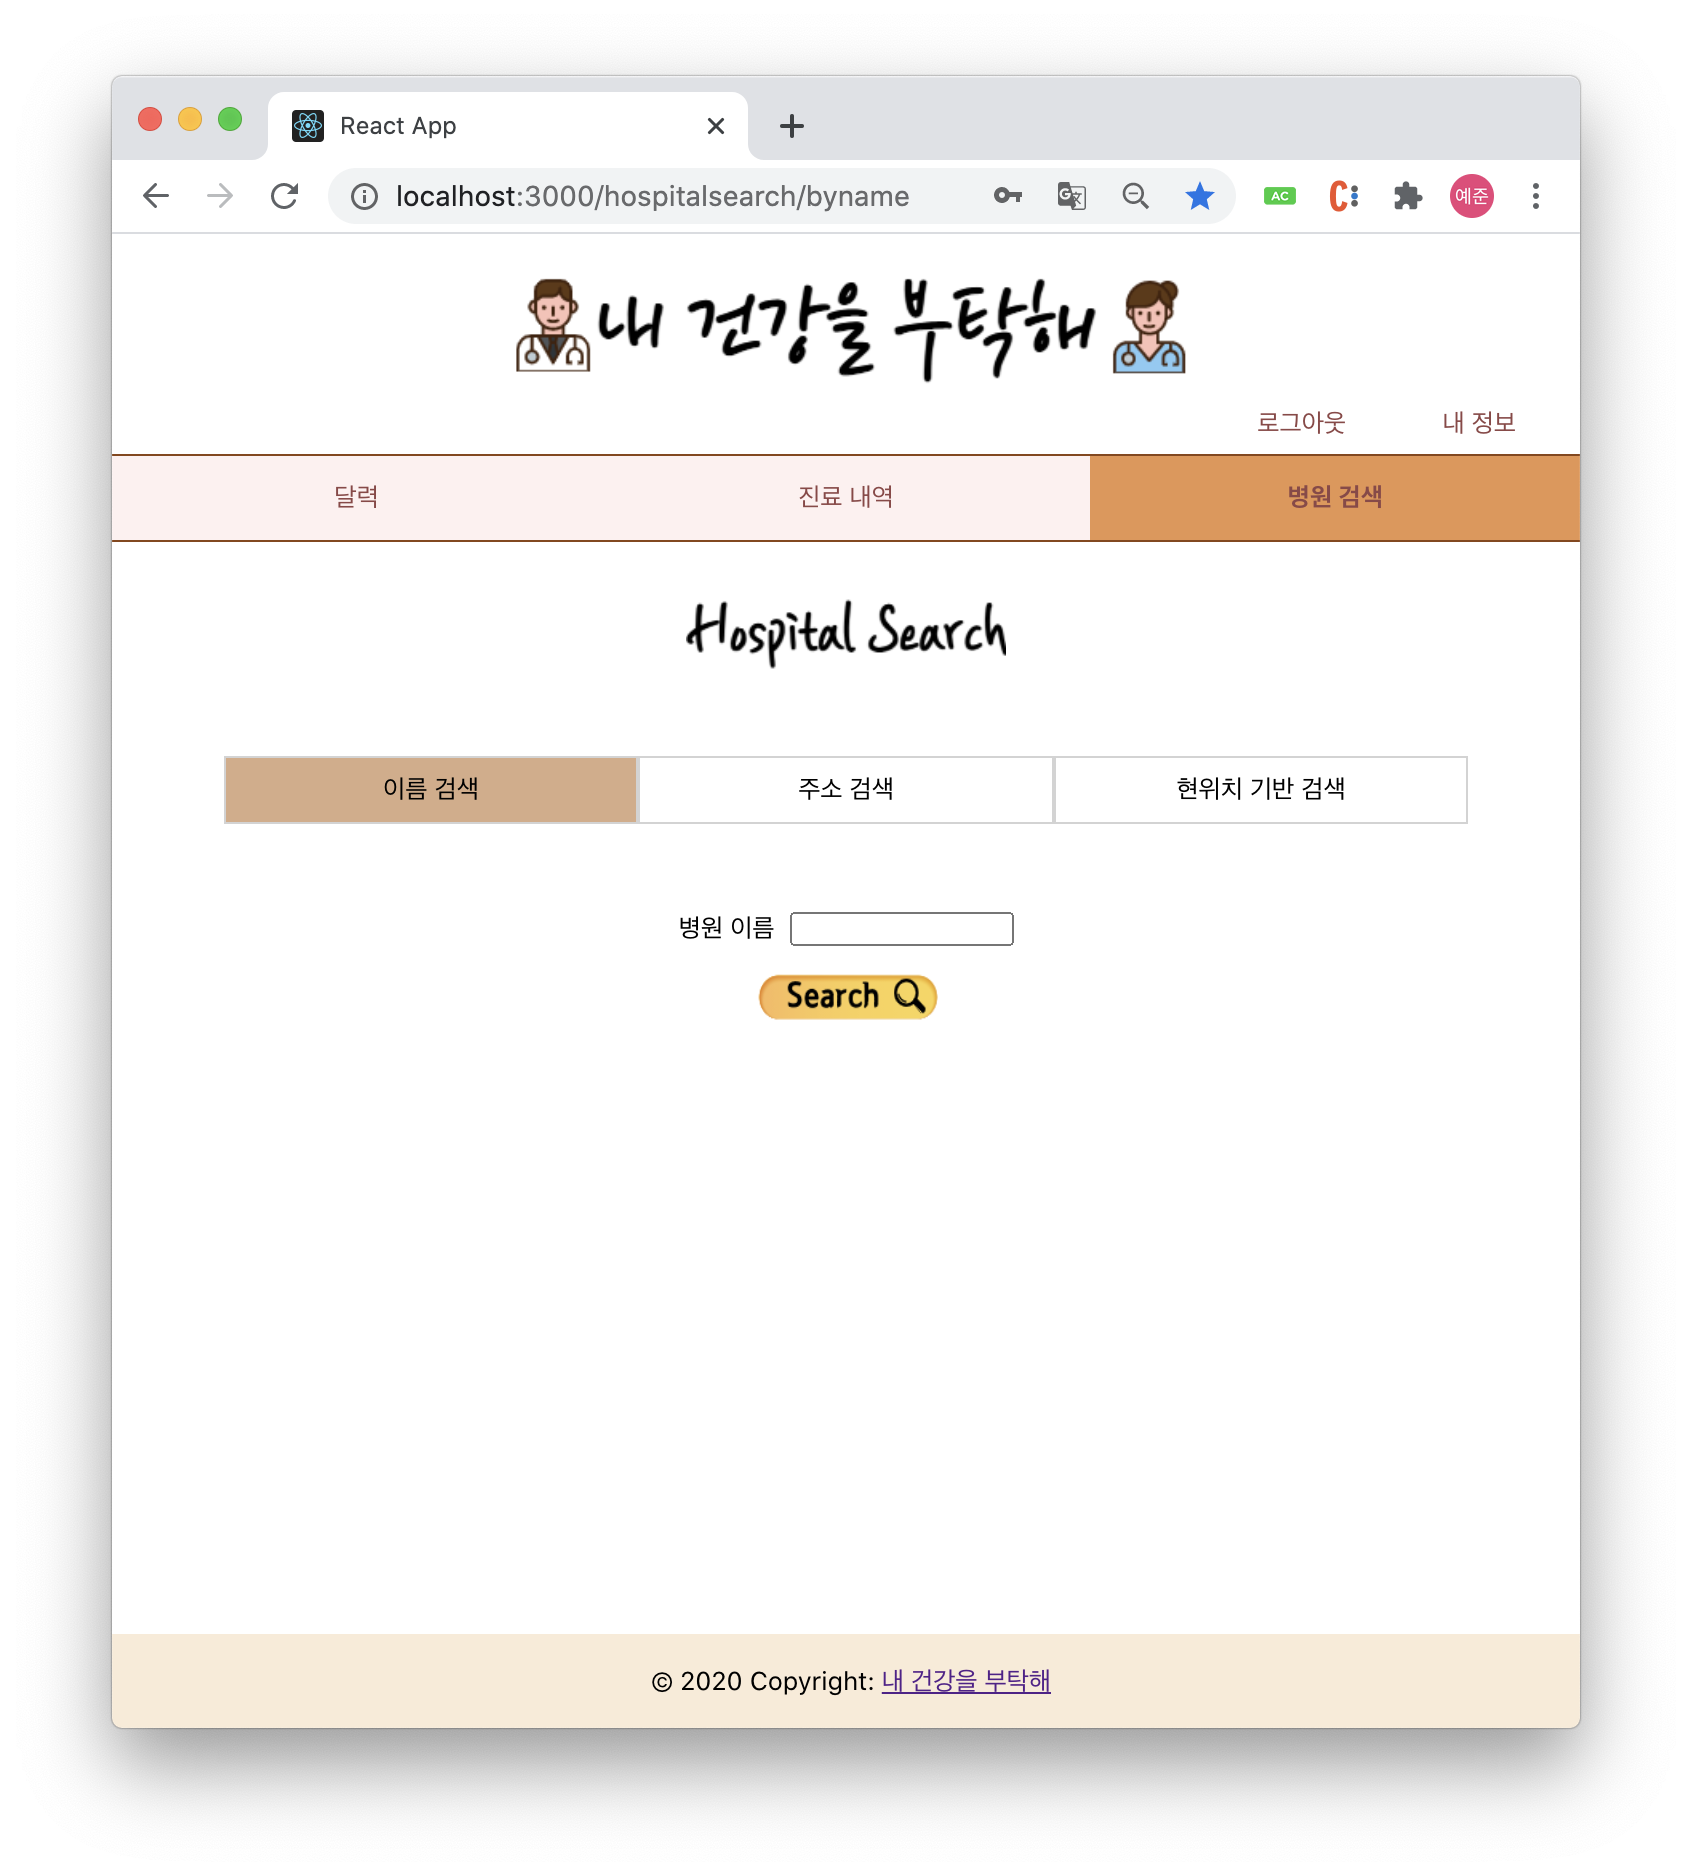 React App
localhost:3000/hospitalsearch/byname
AC
예준
내 건강을 부탁해
로그아웃 내 정보
달력 진료 내역 병원 검색
Hospital Search
이름 검색 주소 검색 현위치 기반 검색
병원 이름
Search
© 2020 Copyright: 내 건강을 부탁해